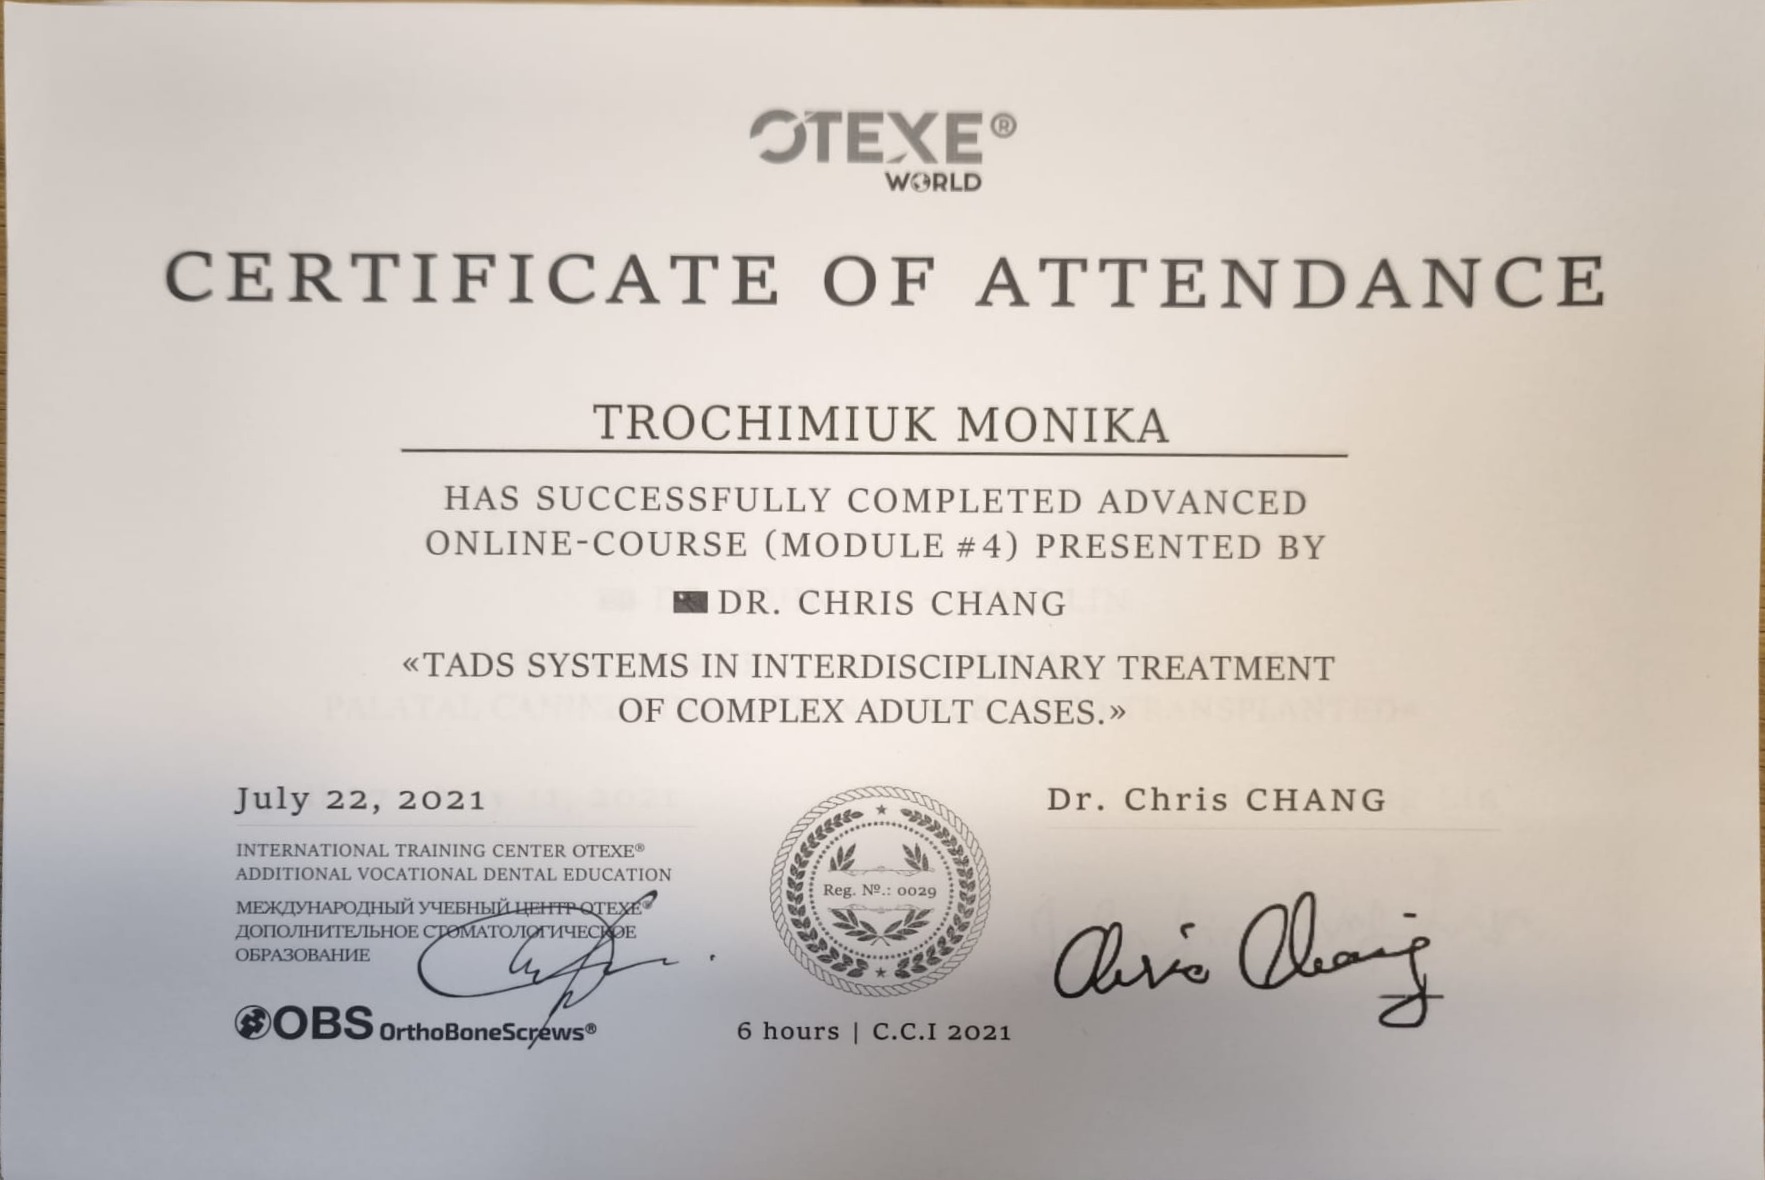 OTEXE®
WORLD
CERTIFICATE OF ATTENDANCE
TROCHIMIUK MONIKA
HAS SUCCESSFULLY COMPLETED ADVANCED
ONLINE-COURSE (MODULE #4) PRESENTED BY
DR. CHRIS CHANG
«TADS SYSTEMS IN INTERDISCIPLINARY TREATMENT
OF COMPLEX ADULT CASES.»
July 22, 2021
INTERNATIONAL TRAINING CENTER OTEXE®
ADDITIONAL VOCATIONAL DENTAL EDUCATION
МЕЖДУНАРОДНЫЙ УЧЕБНЫЙ ЦЕНТР OTEXE®
ДОПОЛНИТЕЛЬНОЕ СТОМАТОЛОГИЧЕСКОЕ
ОБРАЗОВАНИЕ
OBS OrthoBoneScrews®
Reg. №.: 0029
6 hours | C.C.I 2021
Dr. Chris CHANG
Chris Chang